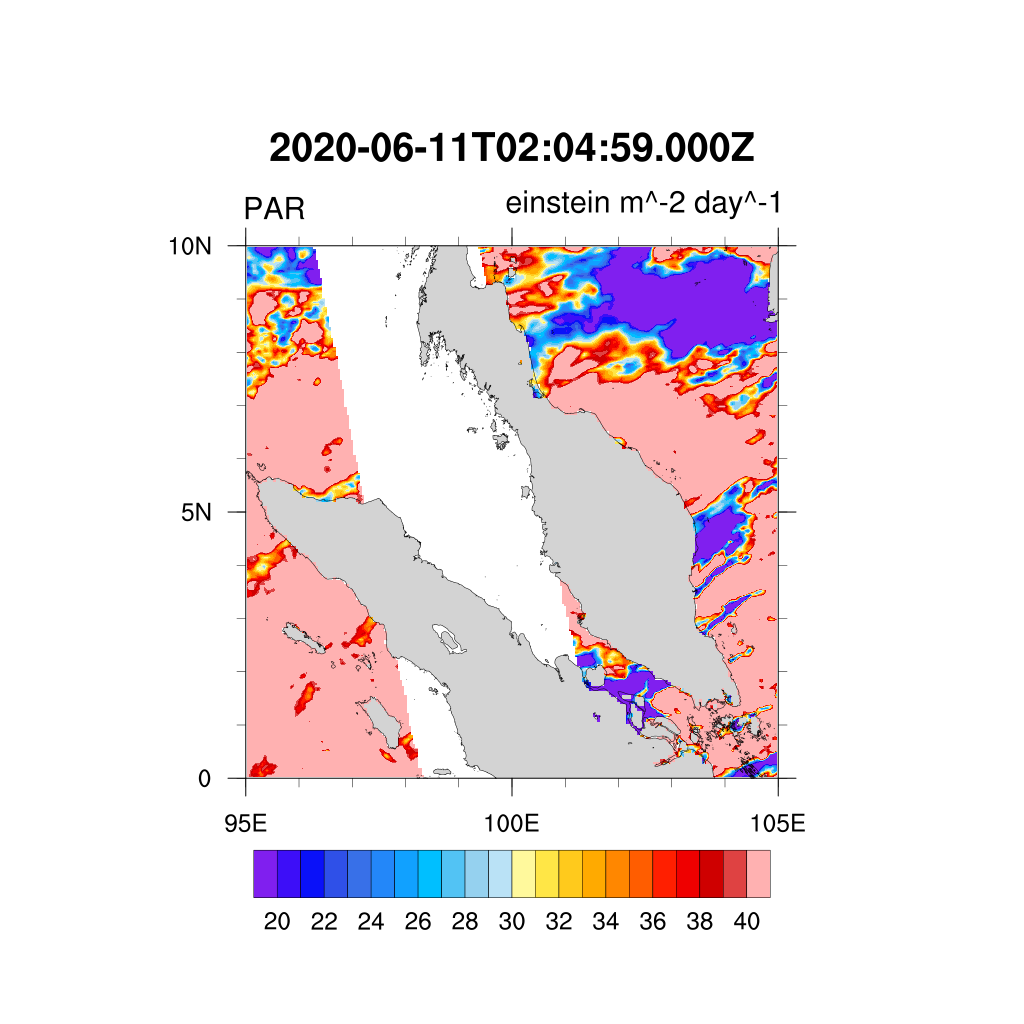 2020-06-11T02:04:59.000Z
PAR einstein m^-2 day^-1
10N
5N
0
95E 100E 105E
20 22 24 26 28 30 32 34 36 38 40